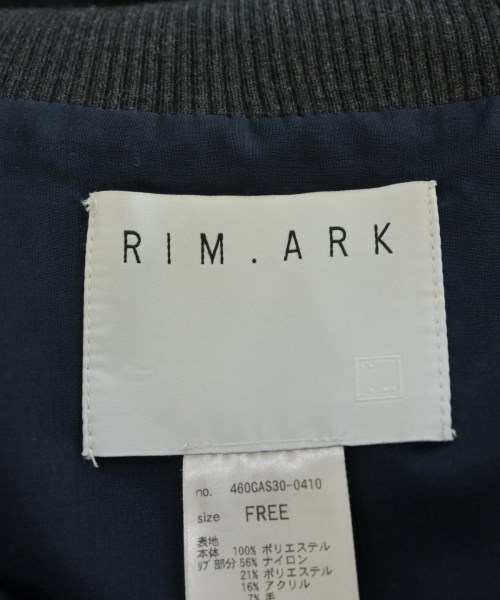 RIM.ARK
no. 460GAS30-0410
size FREE
表地
本体 100% ポリエステル
リブ部分 56% ナイロン
21% ポリエステル
16% アクリル
7% 毛